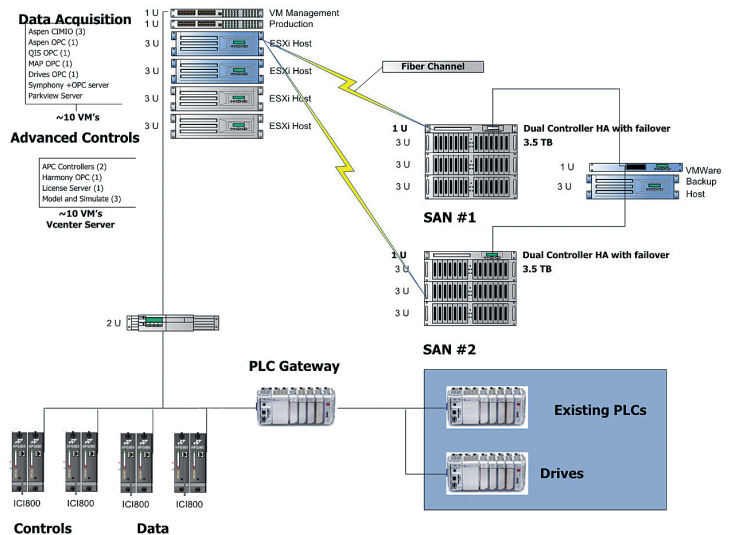 Data Acquisition
Aspen CIMIO (3)
Aspen OPC (1)
QIS OPC (1)
MAP OPC (1)
Drives OPC (1)
Symphony +OPC server
Parkview Server
~10 VM's
Advanced Controls
APC Controllers (2)
Harmony OPC (1)
License Server (1)
Model and Simulate (3)
~10 VM's
Vcenter Server
1 U VM Management
1 U Production
3 U ESXi Host
3 U ESXi Host
3 U ESXi Host
3 U ESXi Host
Fiber Channel
1 U Dual Controller HA with failover
3 U 3.5 TB
3 U
3 U
SAN #1
1 U VMWare
3 U Backup
Host
1 U Dual Controller HA with failover
3 U 3.5 TB
3 U
3 U
SAN #2
2 U
PLC Gateway
Existing PLCs
Drives
ICI800 ICI800 ICI800 ICI800
Controls Data